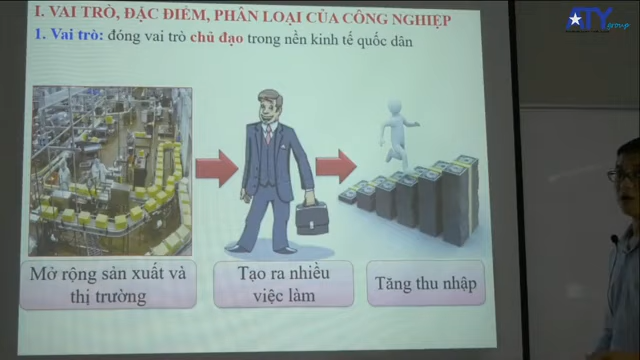 I. VAI TRÒ, ĐẶC ĐIỂM, PHÂN LOẠI CỦA CÔNG NGHIỆP
ATY group
1. Vai trò: đóng vai trò chủ đạo trong nền kinh tế quốc dân
Mở rộng sản xuất và
thị trường
Tạo ra nhiều
việc làm
Tăng thu nhập